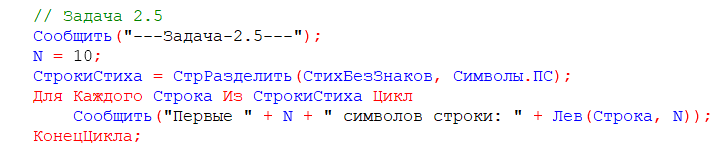 // Задача 2.5
Сообщить("---Задача-2.5---");
N = 10;
СтрокиСтиха = СтрРазделить(СтихБезЗнаков, Символы.ПС);
Для Каждого Строка Из СтрокиСтиха Цикл
Сообщить("Первые " + N + " символов строки: " + Лев(Строка, N));
КонецЦикла;